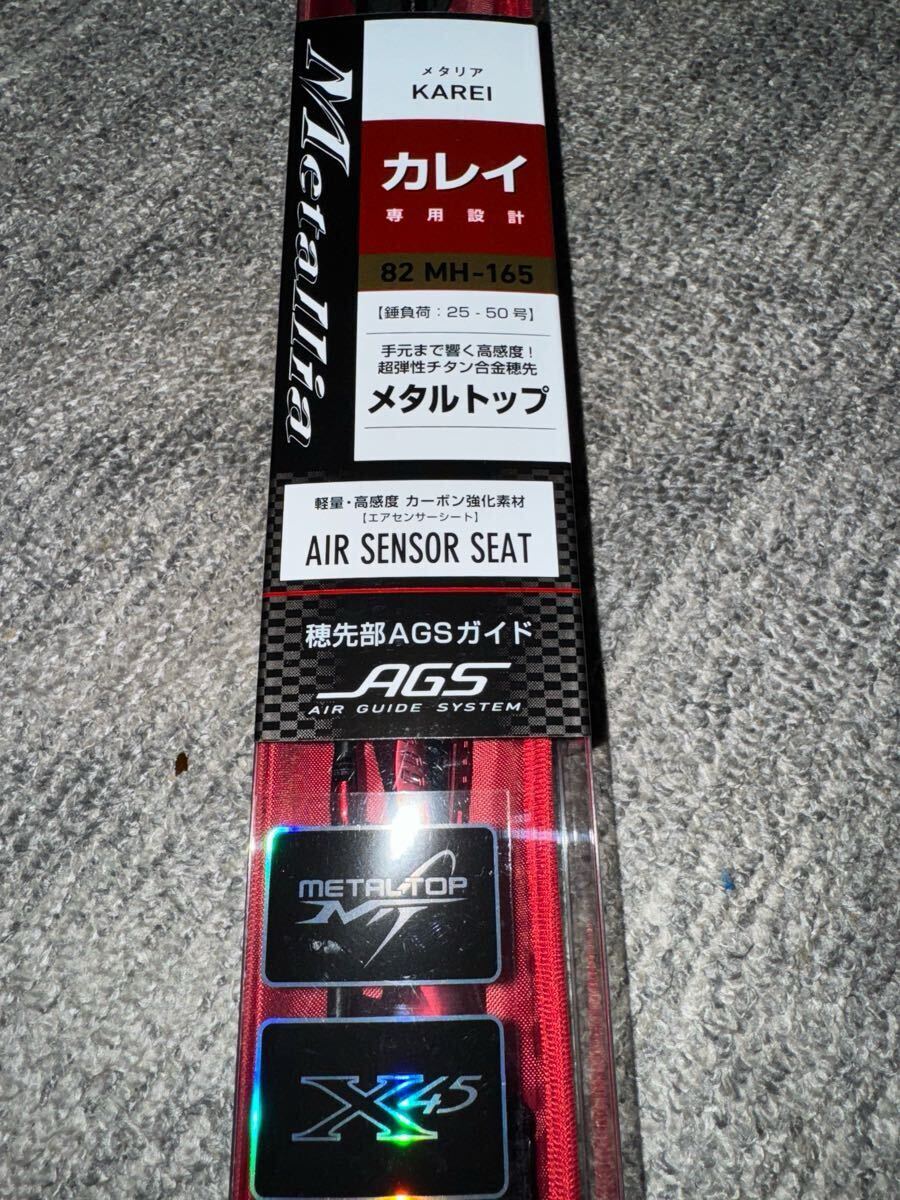 Metallia
メタリア
KAREI
カレイ
専用設計
82 MH-165
【錘負荷：25 - 50号】
手元まで響く高感度！
超弾性チタン合金穂先
メタルトップ
軽量・高感度 カーボン強化素材
【エアセンサーシート】
AIR SENSOR SEAT
穂先部AGSガイド
AGS
AIR GUIDE SYSTEM
METALTOP
MT
X45